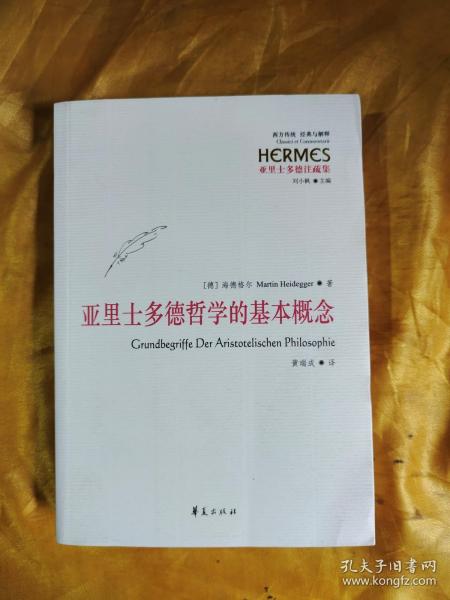 西方传统 经典与解释
Classici et Commentarii
HERMES
亚里士多德注疏集
刘小枫 主编
[德] 海德格尔 Martin Heidegger 著
亚里士多德哲学的基本概念
Grundbegriffe Der Aristotelischen Philosophie
黄瑞成 译
华夏出版社
孔夫子旧书网
www.kongfz.com